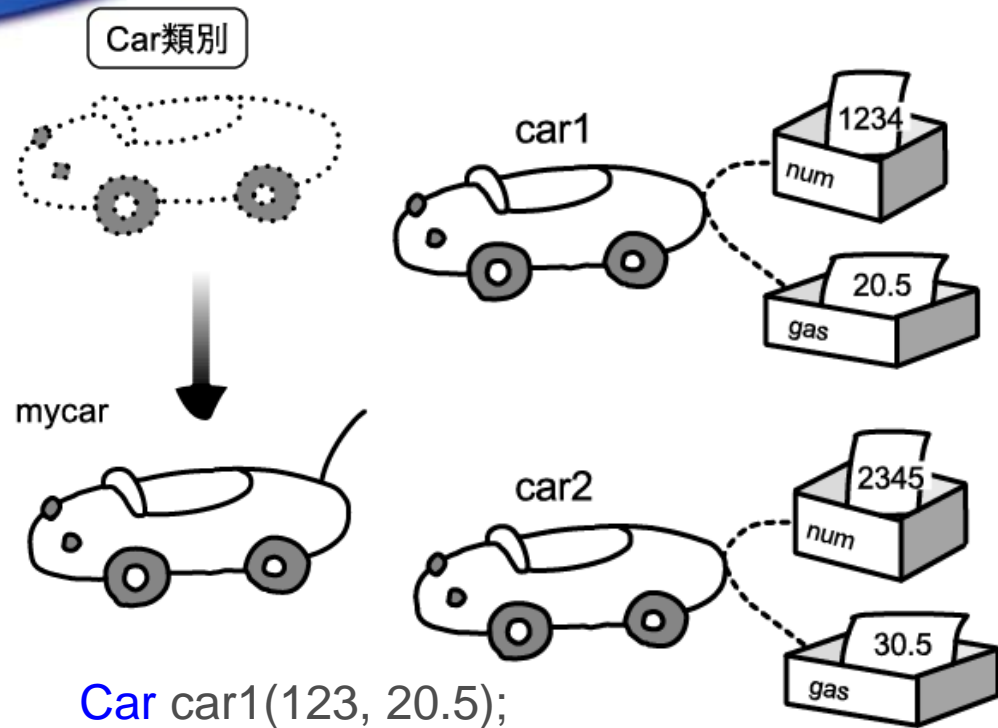 Car類別
car1
1234
num
20.5
gas
mycar
car2
2345
num
30.5
gas
Car car1(123, 20.5);